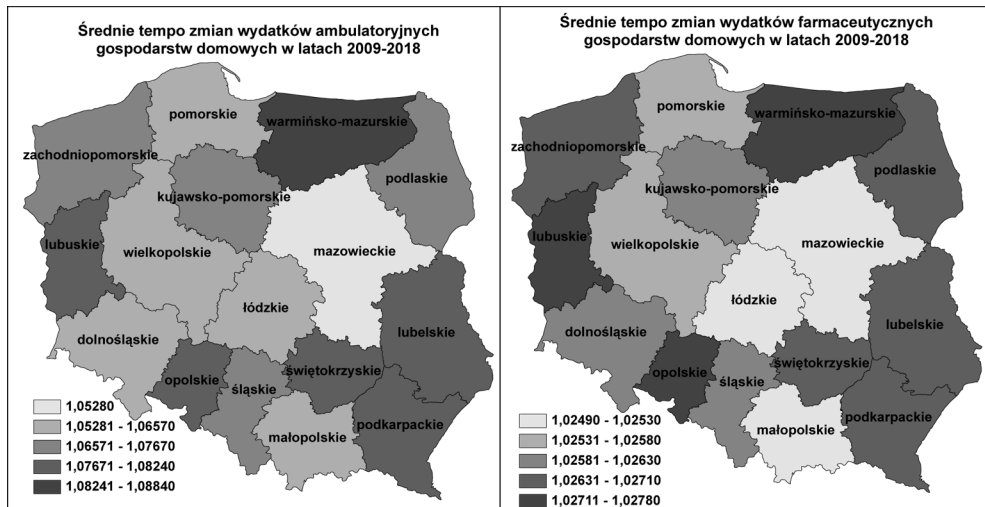 Średnie tempo zmian wydatków ambulatoryjnych
gospodarstw domowych w latach 2009-2018
pomorskie
warmińsko-mazurskie
zachodniopomorskie
podlaskie
kujawsko-pomorskie
lubuskie
wielkopolskie
mazowieckie
łódzkie
lubelskie
dolnośląskie
opolskie
śląskie
świętokrzyskie
małopolskie
podkarpackie
1,05280
1,05281 - 1,06570
1,06571 - 1,07670
1,07671 - 1,08240
1,08241 - 1,08840
Średnie tempo zmian wydatków farmaceutycznych
gospodarstw domowych w latach 2009-2018
pomorskie
warmińsko-mazurskie
zachodniopomorskie
podlaskie
kujawsko-pomorskie
lubuskie
wielkopolskie
mazowieckie
łódzkie
lubelskie
dolnośląskie
opolskie
śląskie
świętokrzyskie
małopolskie
podkarpackie
1,02490 - 1,02530
1,02531 - 1,02580
1,02581 - 1,02630
1,02631 - 1,02710
1,02711 - 1,02780